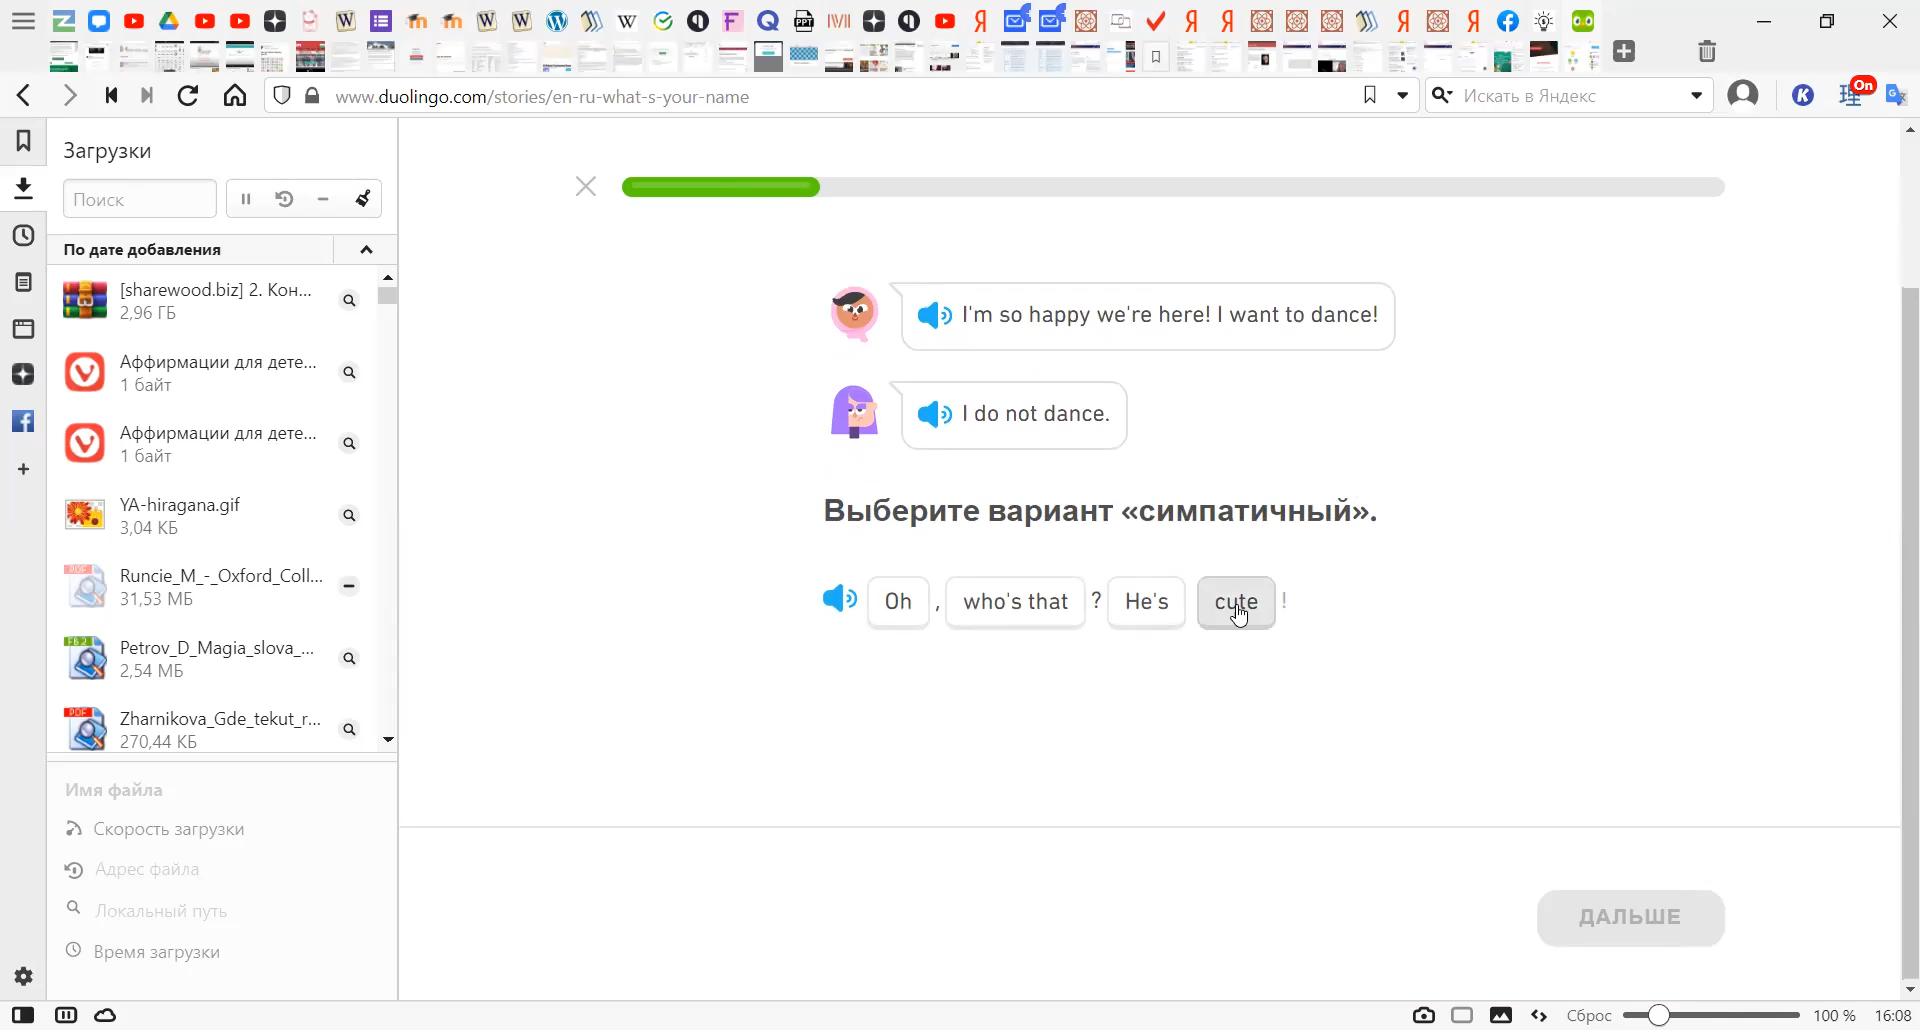 www.duolingo.com/stories/en-ru-what-s-your-name
Искать в Яндекс
On
Загрузки
Поиск
По дате добавления
[sharewood.biz] 2. Кон...
2,96 ГБ
Аффирмации для дете...
1 байт
Аффирмации для дете...
1 байт
YA-hiragana.gif
3,04 КБ
Runcie_M_-_Oxford_Coll...
31,53 МБ
Petrov_D_Magia_slova_...
2,54 МБ
Zharnikova_Gde_tekut_r...
270,44 КБ
Имя файла
Скорость загрузки
Адрес файла
Локальный путь
Время загрузки
I'm so happy we're here! I want to dance!
I do not dance.
Выберите вариант «симпатичный».
Oh , who's that ? He's cute !
ДАЛЬШЕ
Сброс 100 % 16:08